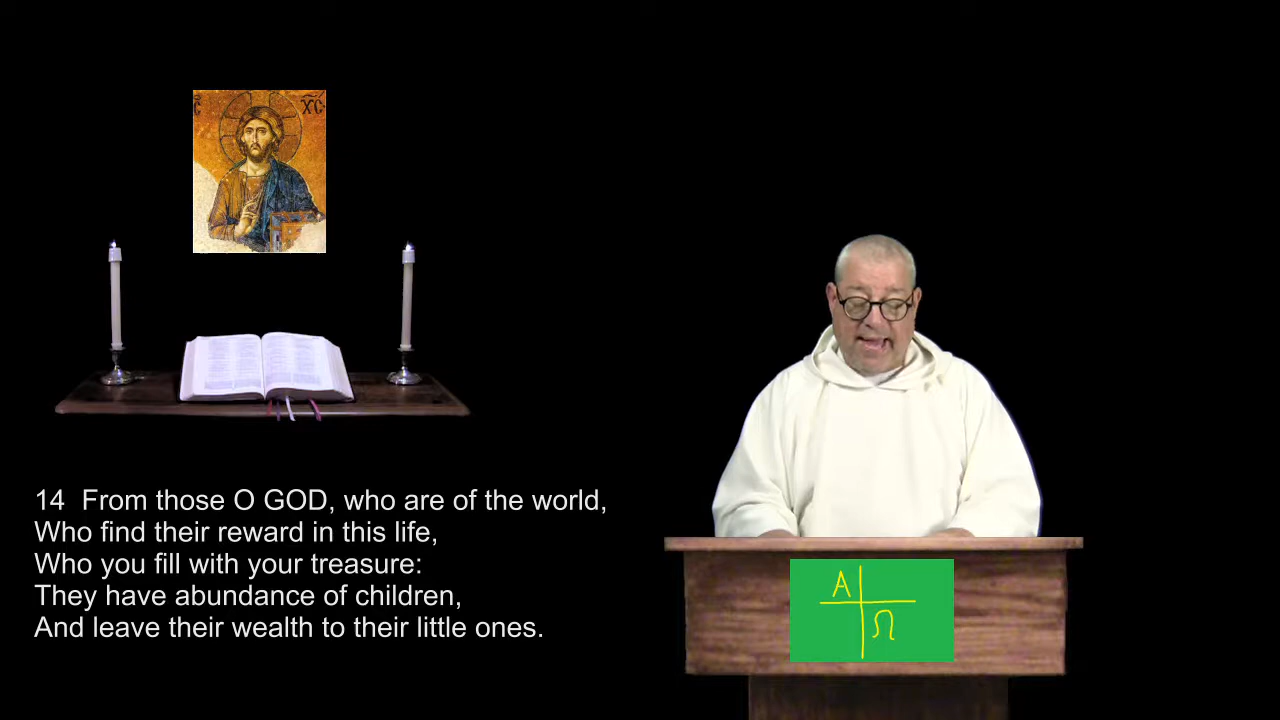 ΧC
14 From those O GOD, who are of the world,
Who find their reward in this life,
Who you fill with your treasure:
They have abundance of children,
And leave their wealth to their little ones.
A
Ω